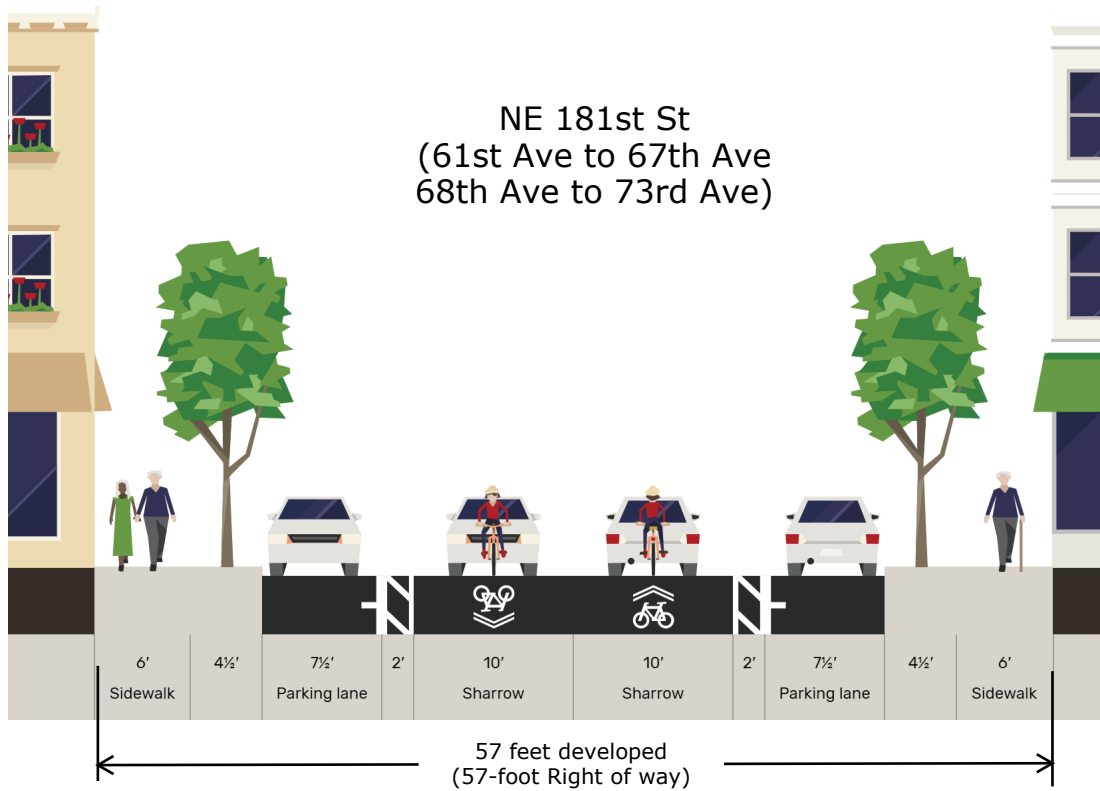 NE 181st St
(61st Ave to 67th Ave
68th Ave to 73rd Ave)
6′ 4½′ 7½′ 2′ 10′ 10′ 2′ 7½′ 4½′ 6′
Sidewalk Parking lane Sharrow Sharrow Parking lane Sidewalk
57 feet developed
(57-foot Right of way)